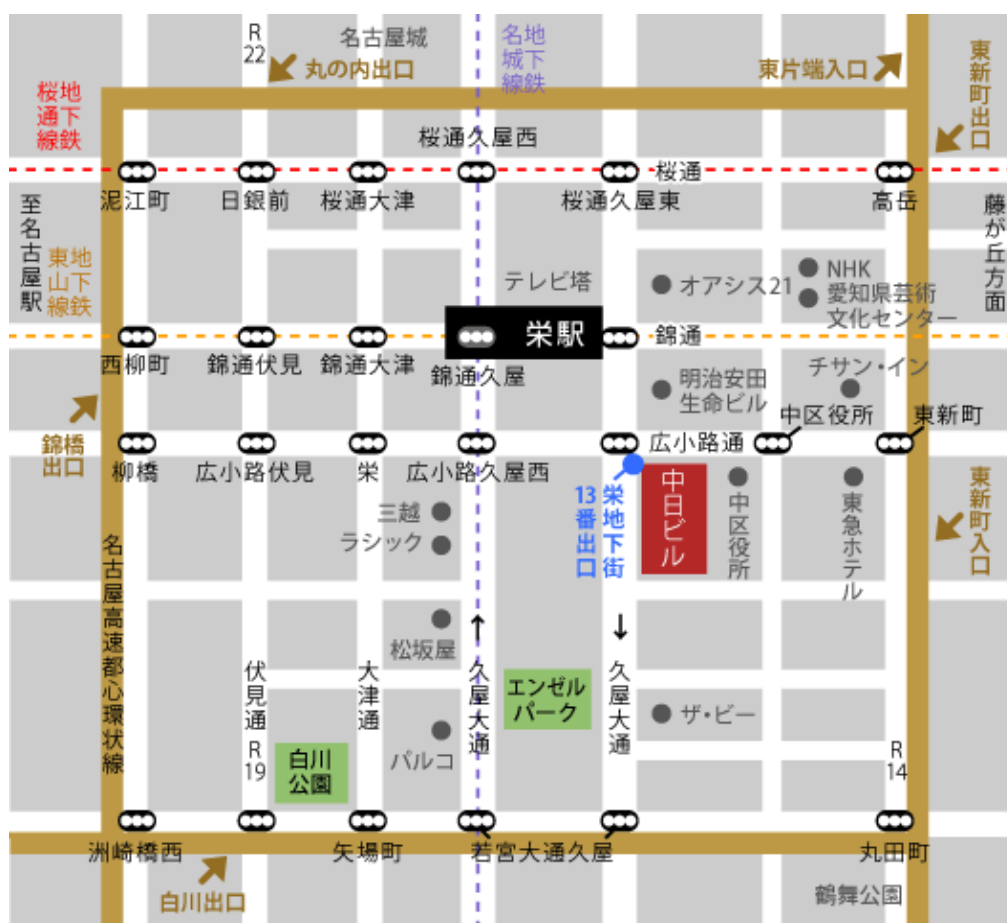 R
22
名古屋城
丸の内出口
地下鉄
名城線
東片端入口
東新町出口
地下鉄
桜通線
桜通久屋西
桜通
泥江町
日銀前
桜通大津
桜通久屋東
高岳
至名古屋駅
地下鉄
東山線
藤が丘方面
テレビ塔
オアシス21
NHK
愛知県芸術
文化センター
栄駅
錦通
西柳町
錦通伏見
錦通大津
錦通久屋
明治安田
生命ビル
チサン・イン
中区役所
東新町
錦橋
出口
広小路通
柳橋
広小路伏見
栄
広小路久屋西
栄地下街
13番出口
中日ビル
中区役所
東急ホテル
東新町入口
三越
ラシック
名古屋高速都心環状線
松坂屋
↑
↓
伏見通
R
19
大津通
久屋大通
エンゼル
パーク
久屋大通
ザ・ビー
白川
公園
パルコ
R
14
洲崎橋西
矢場町
若宮大通久屋
丸田町
白川出口
鶴舞公園